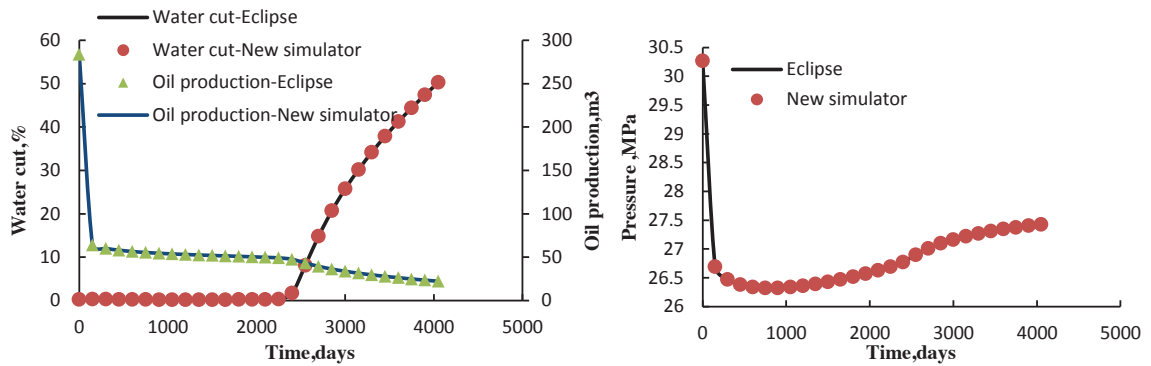 Water cut-Eclipse
Water cut-New simulator
Oil production-Eclipse
Oil production-New simulator
60
50
40
30
20
10
0
Water cut,%
300
250
200
150
100
50
0
Oil production,m3
0 1000 2000 3000 4000 5000
Time,days
Eclipse
New simulator
30.5
30
29.5
29
28.5
28
27.5
27
26.5
26
Pressure ,MPa
0 1000 2000 3000 4000 5000
Time,days